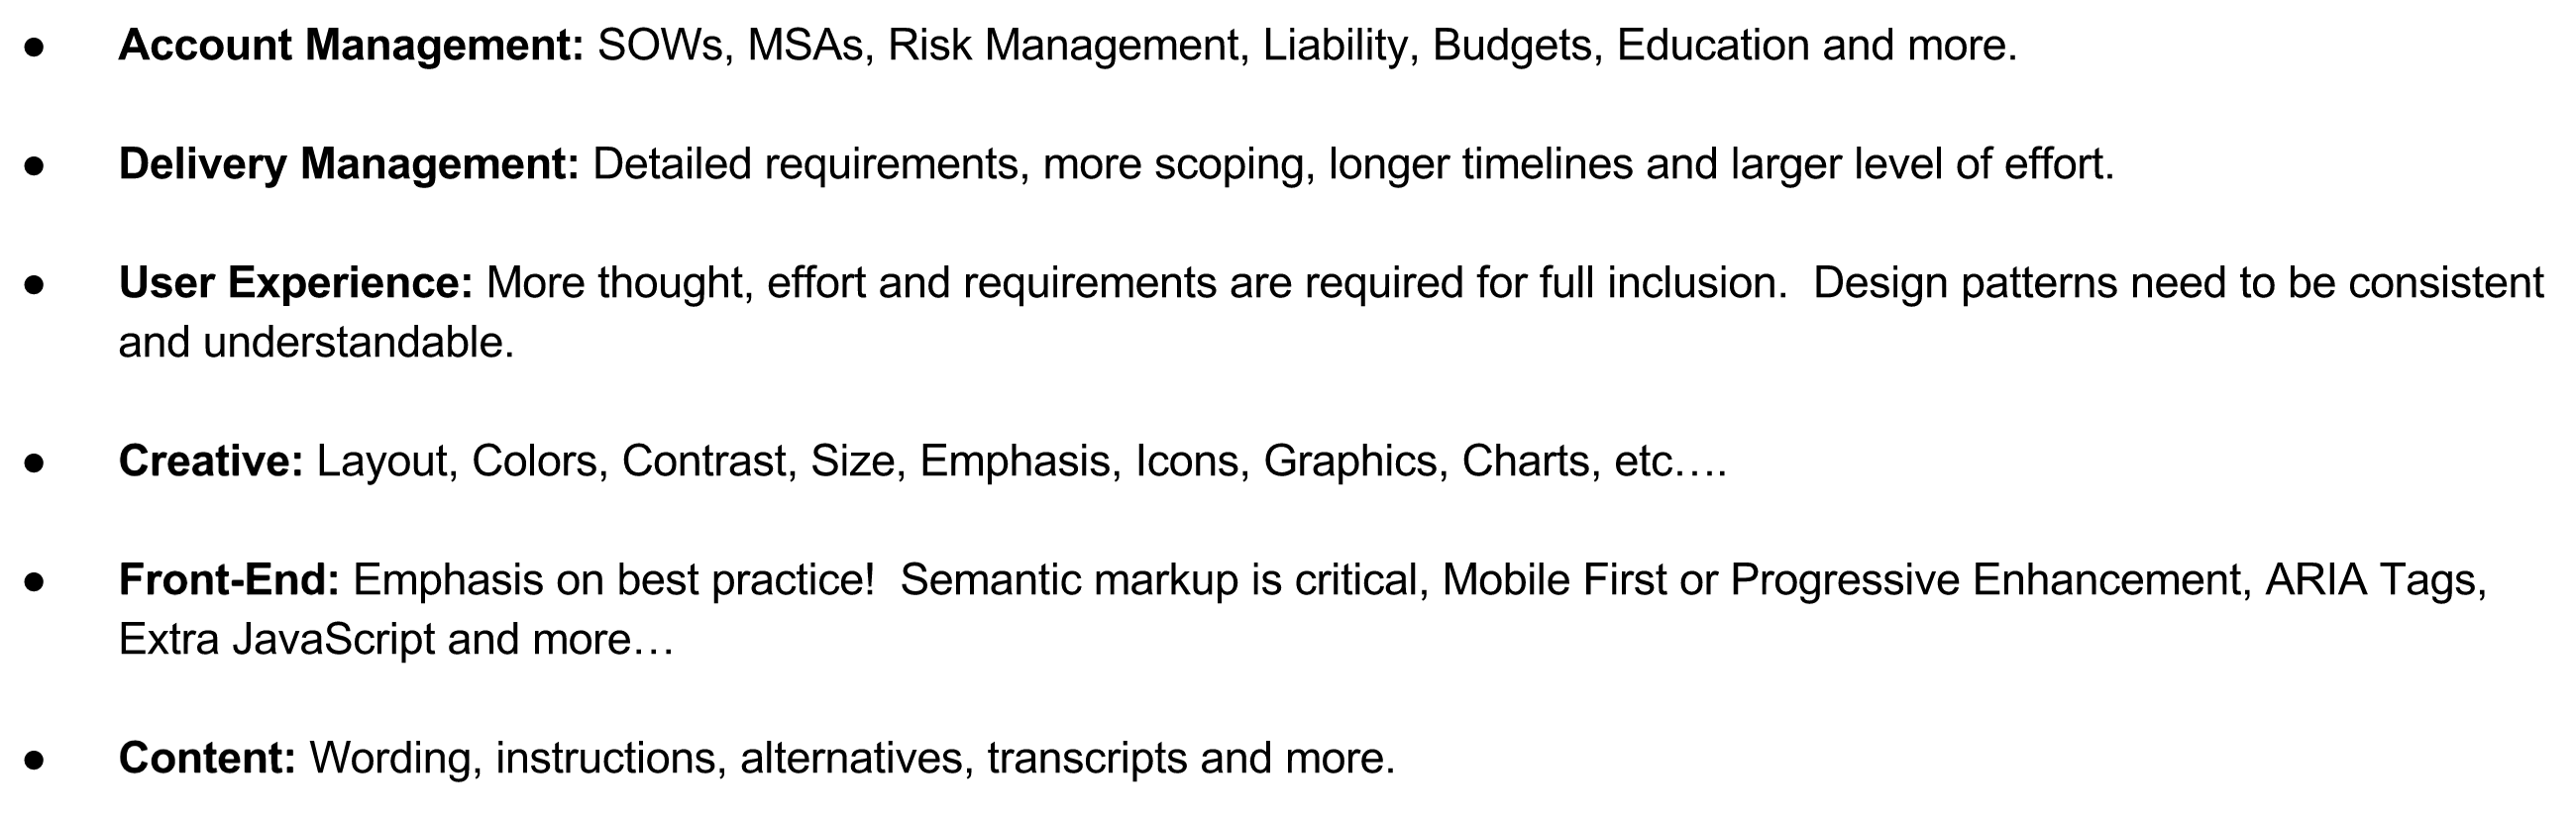 ● Account Management: SOWs, MSAs, Risk Management, Liability, Budgets, Education and more.
● Delivery Management: Detailed requirements, more scoping, longer timelines and larger level of effort.
● User Experience: More thought, effort and requirements are required for full inclusion.  Design patterns need to be consistent
and understandable.
● Creative: Layout, Colors, Contrast, Size, Emphasis, Icons, Graphics, Charts, etc….
● Front-End: Emphasis on best practice!  Semantic markup is critical, Mobile First or Progressive Enhancement, ARIA Tags,
Extra JavaScript and more…
● Content: Wording, instructions, alternatives, transcripts and more.